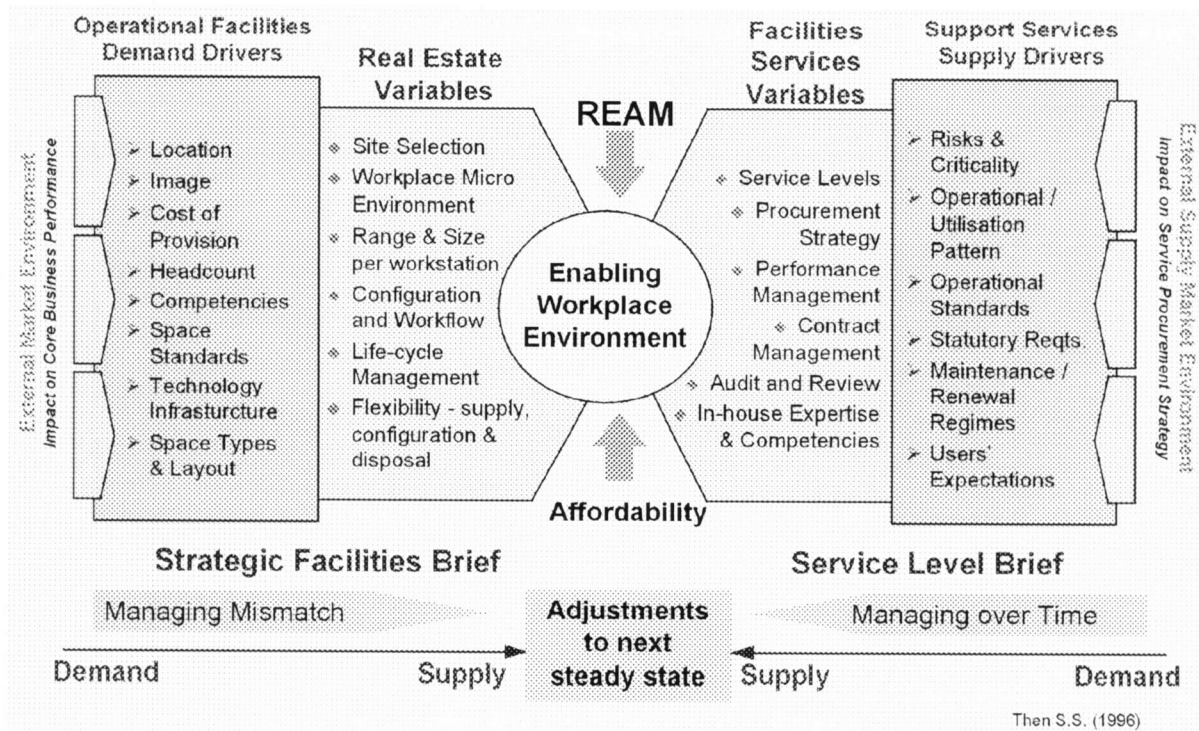 Operational Facilities
Demand Drivers
Real Estate
Variables
REAM
Facilities
Services
Variables
Support Services
Supply Drivers
External Market Environment
Impact on Core Business Performance
➢ Location
➢ Image
➢ Cost of
Provision
➢ Headcount
➢ Competencies
➢ Space
Standards
➢ Technology
Infrasturcture
➢ Space Types
& Layout
❖ Site Selection
❖ Workplace Micro
Environment
❖ Range & Size
per workstation
❖ Configuration
and Workflow
❖ Life-cycle
Management
❖ Flexibility - supply,
configuration &
disposal
Enabling
Workplace
Environment
Affordability
❖ Service Levels
❖ Procurement
Strategy
❖ Performance
Management
❖ Contract
Management
❖ Audit and Review
❖ In-house Expertise
& Competencies
➢ Risks &
Criticality
➢ Operational /
Utilisation
Pattern
➢ Operational
Standards
➢ Statutory Reqts.
➢ Maintenance /
Renewal
Regimes
➢ Users'
Expectations
External Supply Market Environment
Impact on Service Procurement Strategy
Strategic Facilities Brief
Service Level Brief
Managing Mismatch
Adjustments
to next
steady state
Managing over Time
Demand
Supply
Supply
Demand
Then S.S. (1996)